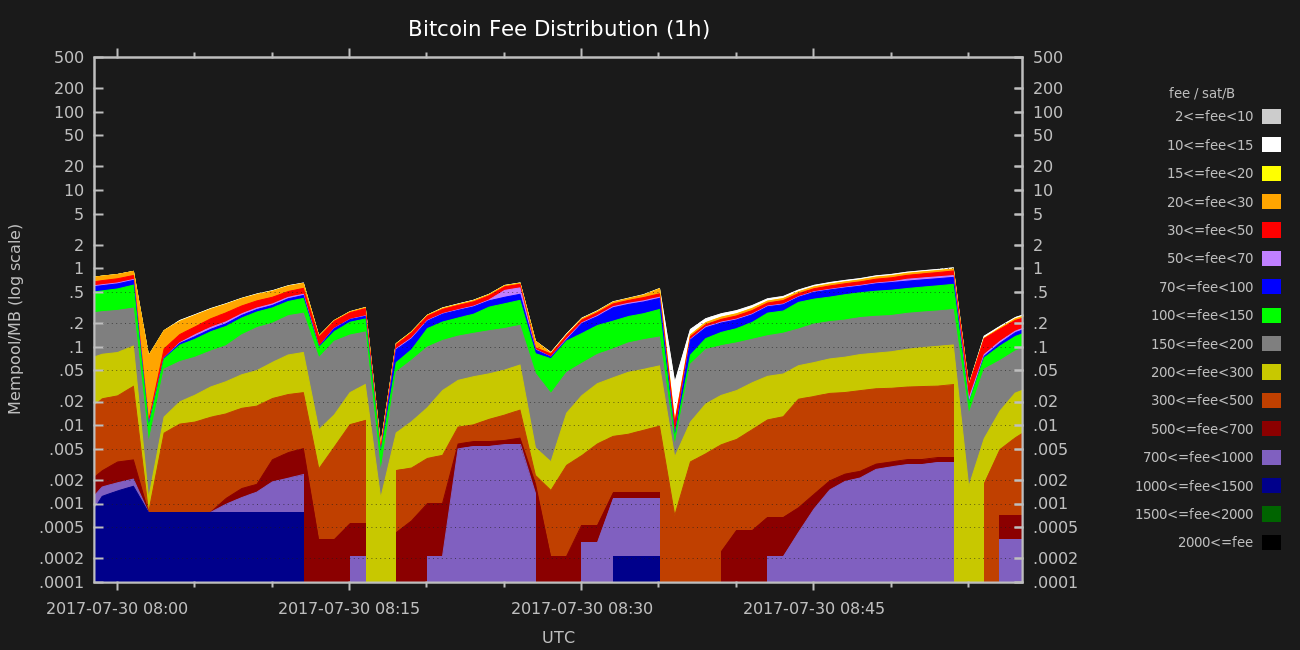 Bitcoin Fee Distribution (1h)
Mempool/MB (log scale)
500
200
100
50
20
10
5
2
1
.5
.2
.1
.05
.02
.01
.005
.002
.001
.0005
.0002
.0001
500
200
100
50
20
10
5
2
1
.5
.2
.1
.05
.02
.01
.005
.002
.001
.0005
.0002
.0001
2017-07-30 08:00 2017-07-30 08:15 2017-07-30 08:30 2017-07-30 08:45
UTC
fee / sat/B
2<=fee<10
10<=fee<15
15<=fee<20
20<=fee<30
30<=fee<50
50<=fee<70
70<=fee<100
100<=fee<150
150<=fee<200
200<=fee<300
300<=fee<500
500<=fee<700
700<=fee<1000
1000<=fee<1500
1500<=fee<2000
2000<=fee